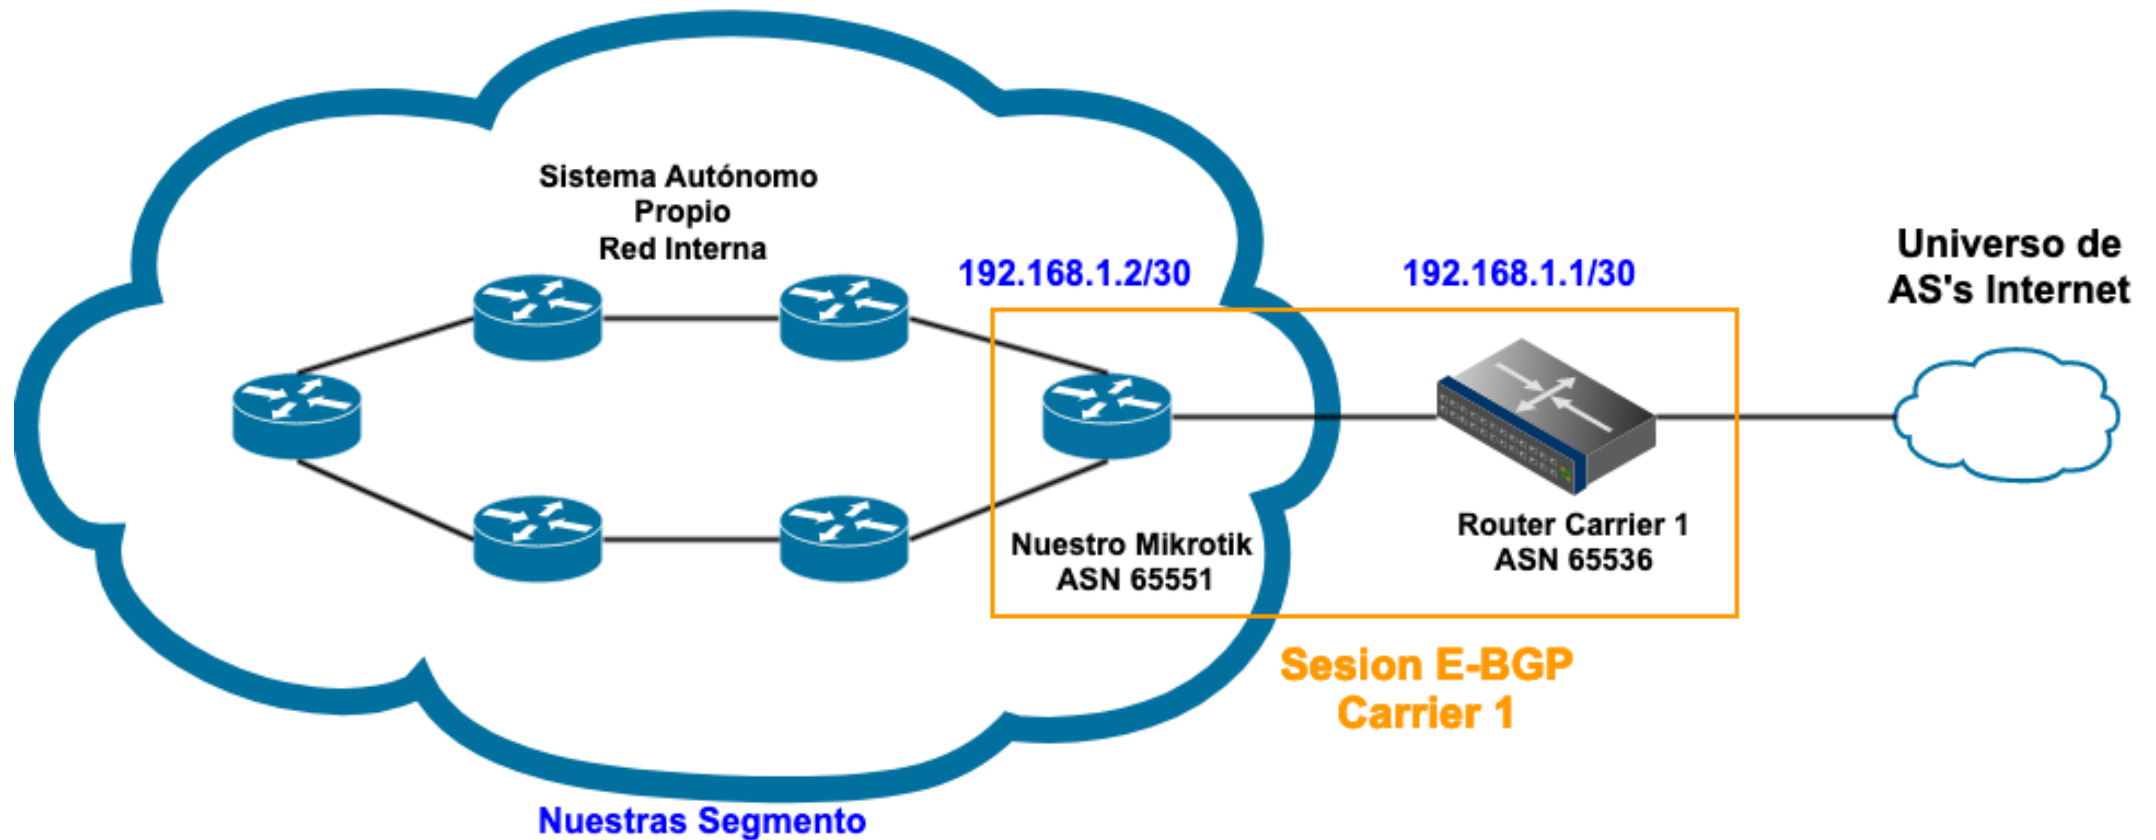 Sistema Autónomo
Propio
Red Interna
192.168.1.2/30
192.168.1.1/30
Universo de
AS's Internet
Nuestro Mikrotik
ASN 65551
Router Carrier 1
ASN 65536
Sesion E-BGP
Carrier 1
Nuestras Segmento